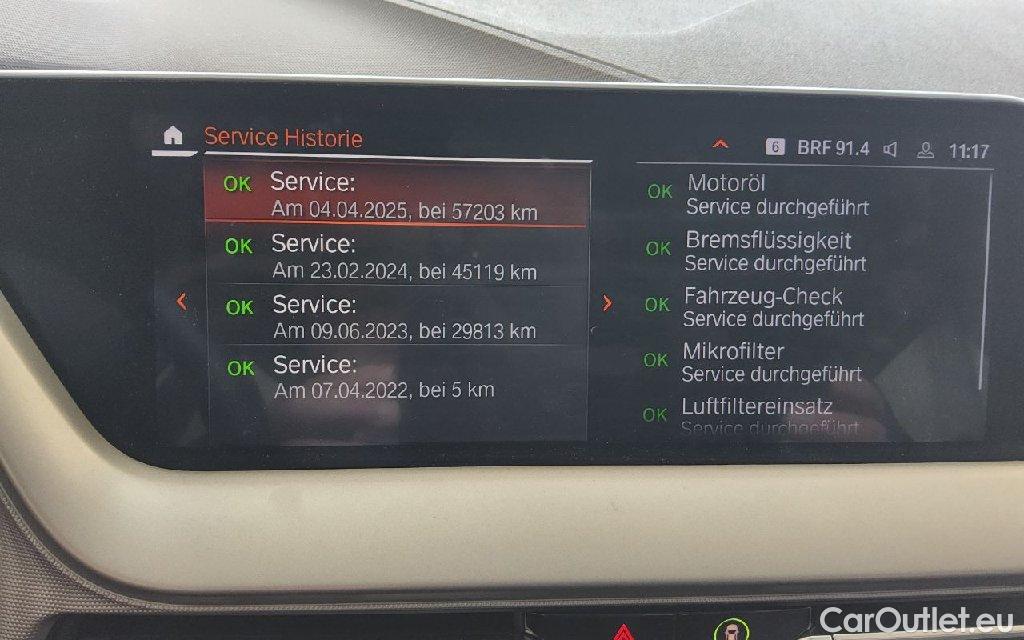 Service Historie
6 BRF 91.4 11:17
OK Service:
Am 04.04.2025, bei 57203 km
OK Service:
Am 23.02.2024, bei 45119 km
OK Service:
Am 09.06.2023, bei 29813 km
OK Service:
Am 07.04.2022, bei 5 km
OK Motoröl
Service durchgeführt
OK Bremsflüssigkeit
Service durchgeführt
OK Fahrzeug-Check
Service durchgeführt
OK Mikrofilter
Service durchgeführt
OK Luftfiltereinsatz
Service durchgeführt
CarOutlet.eu